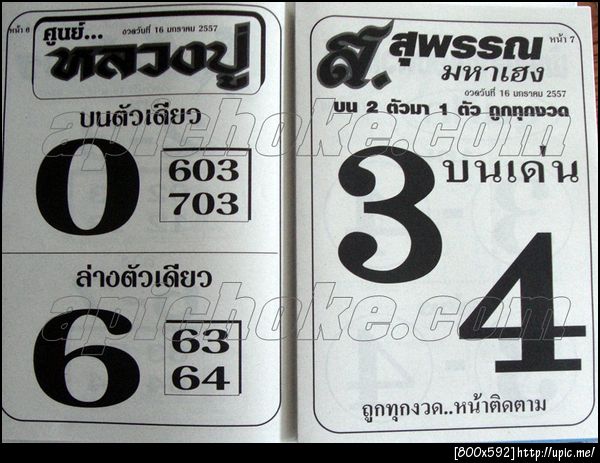 หน้า 6
ศูนย์...
งวดวันที่ 16 มกราคม 2557
หลวงปู่
บนตัวเดียว
0
603
703
ล่างตัวเดียว
6
63
64
หน้า 7
ส.สุพรรณ
มหาเฮง
งวดวันที่ 16 มกราคม 2557
บน 2 ตัวมา 1 ตัว ถูกทุกงวด
บนเด่น
3
4
ถูกทุกงวด..หน้าติดตาม
apichoke.com
apichoke.com
[800x592]http://upic.me/